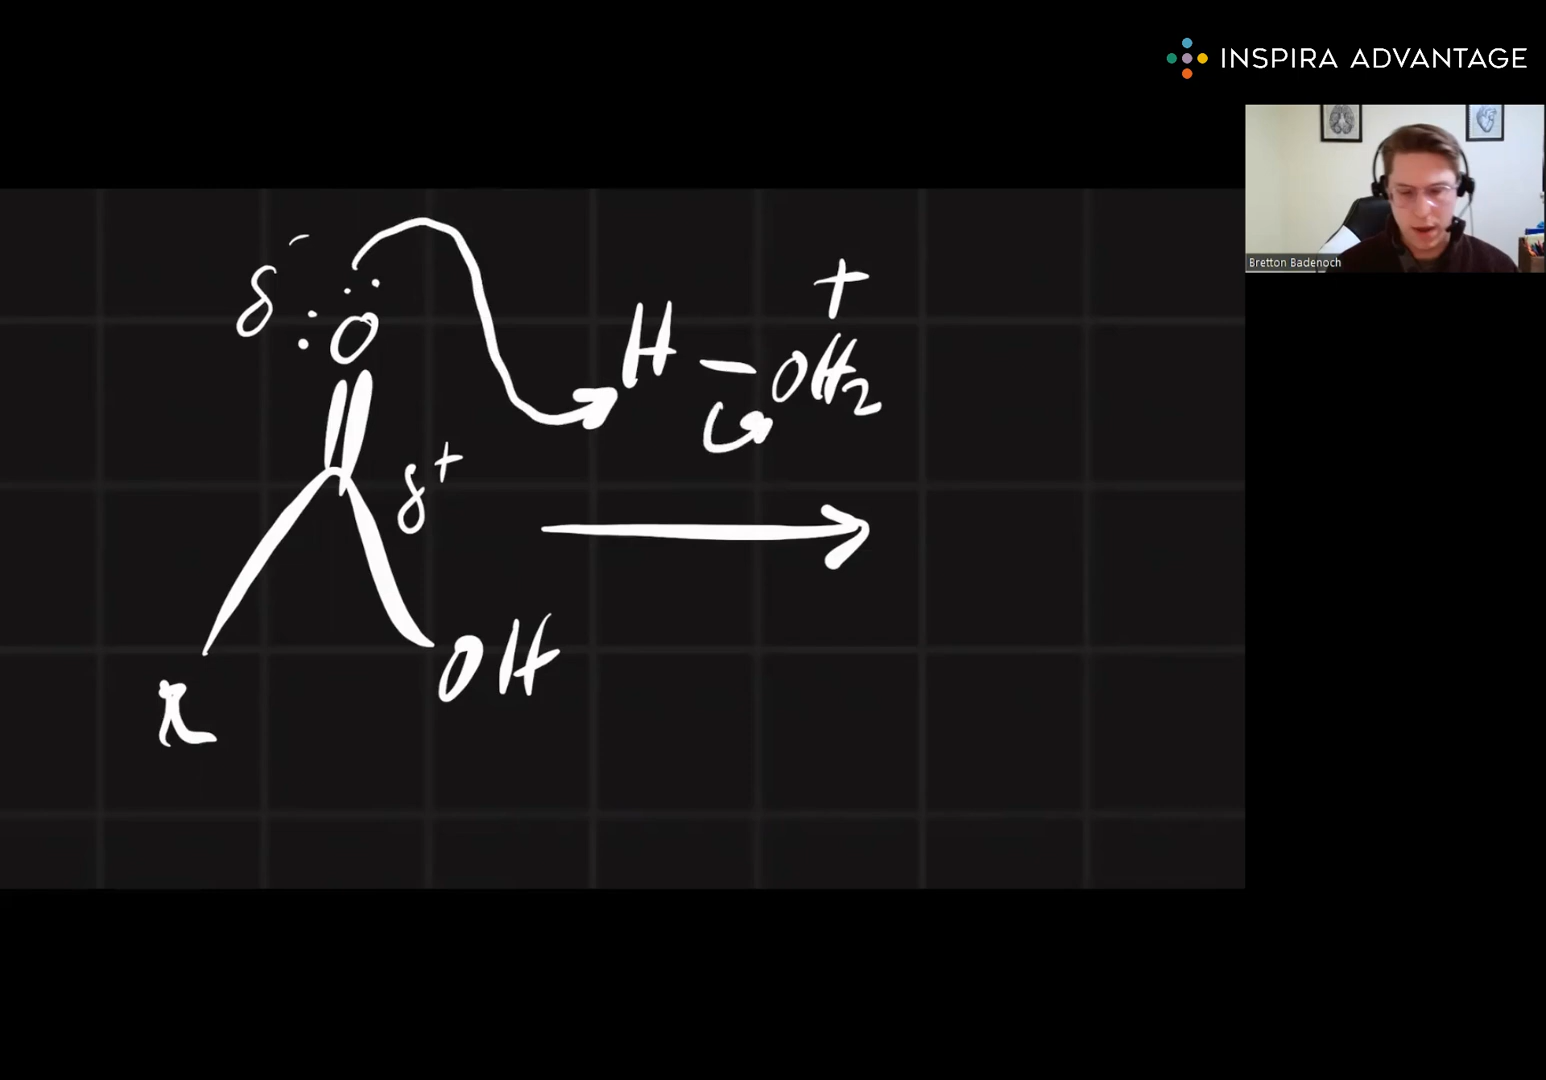 INSPIRA ADVANTAGE
Bretton Badenoch
δ⁻
:O
H – OH₂
+
δ+
OH
R